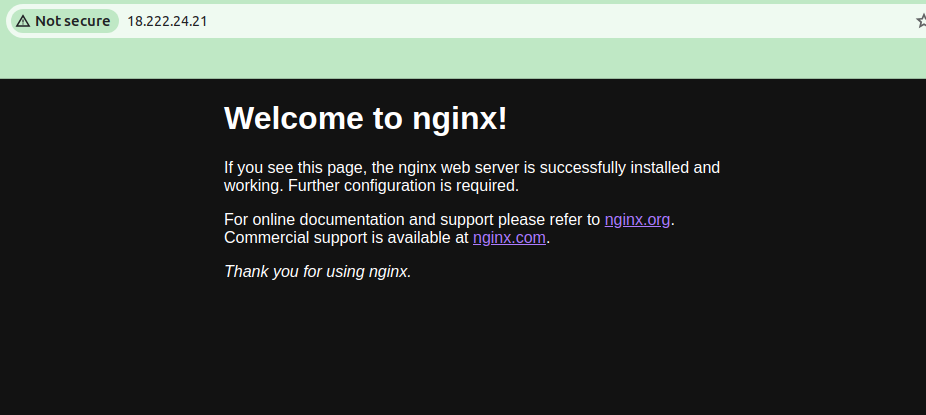 Not secure 18.222.24.21
Welcome to nginx!
If you see this page, the nginx web server is successfully installed and
working. Further configuration is required.
For online documentation and support please refer to nginx.org.
Commercial support is available at nginx.com.
Thank you for using nginx.